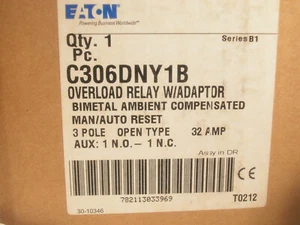 EATON
Powering Business Worldwide
Qty. 1
Series B1
Pc.
C306DNY1B
OVERLOAD RELAY W/ADAPTOR
BIMETAL AMBIENT COMPENSATED
MAN/AUTO RESET
3 POLE OPEN TYPE 32 AMP
AUX: 1 N.O.- 1 N.C.
Assy in DR
CE
782113033969
T0212
30-10346